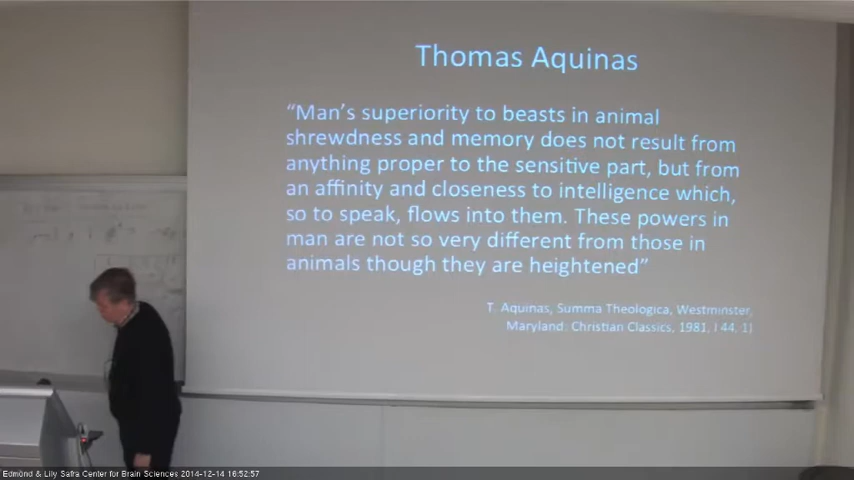 Thomas Aquinas
“Man’s superiority to beasts in animal
shrewdness and memory does not result from
anything proper to the sensitive part, but from
an affinity and closeness to intelligence which,
so to speak, flows into them. These powers in
man are not so very different from those in
animals though they are heightened”
T. Aquinas, Summa Theologica, Westminster,
Maryland: Christian Classics, 1981, I 44, 1)
Edmond & Lily Safra Center for Brain Sciences 2014-12-14 16:52:57